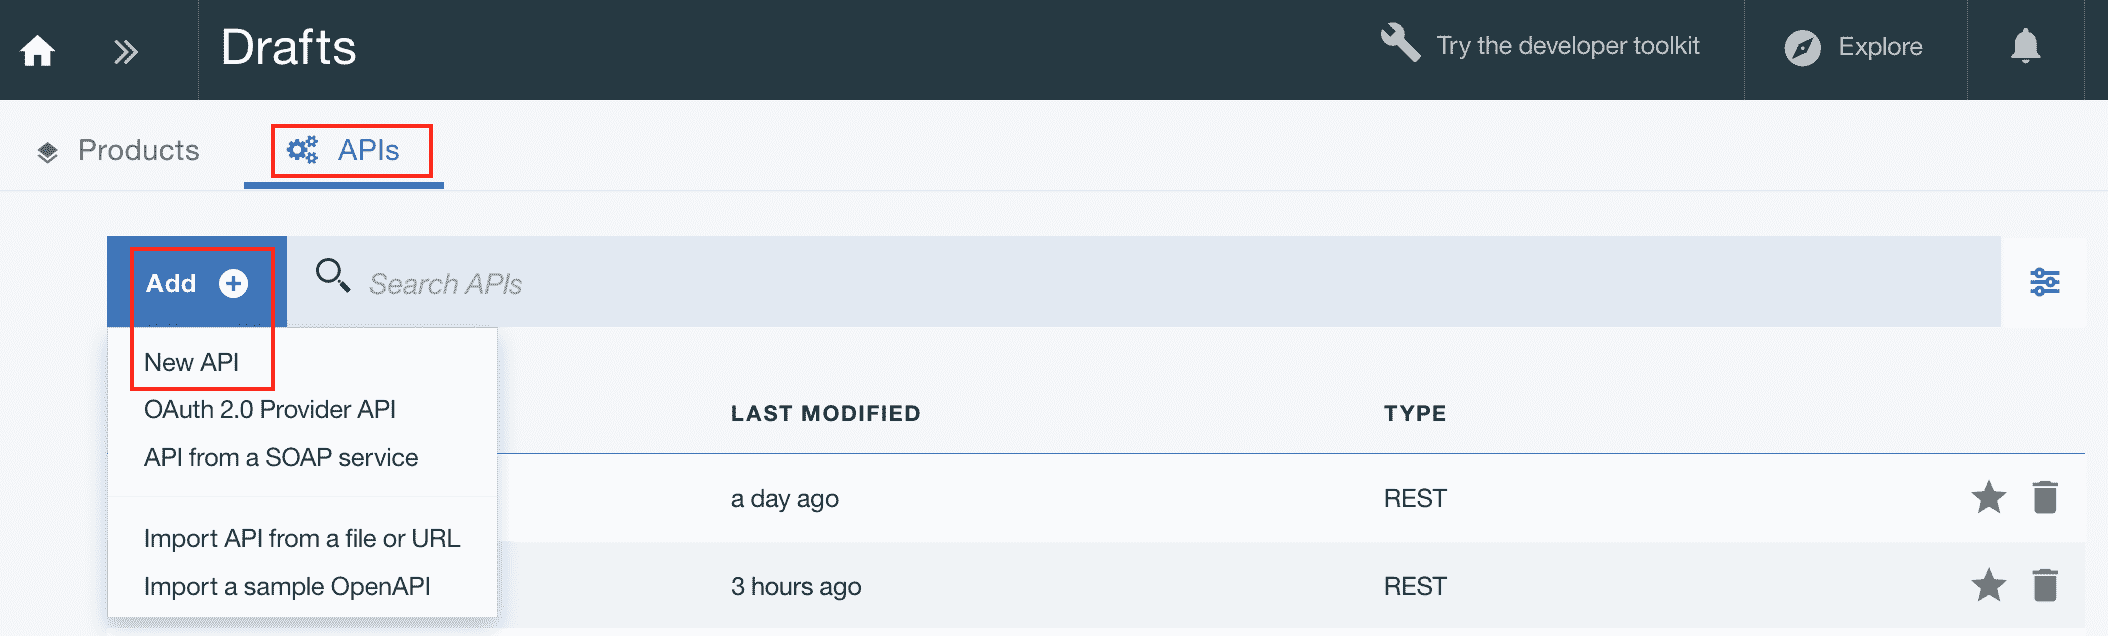 Drafts
Try the developer toolkit
Explore
Products
APIs
Add
Search APIs
New API
OAuth 2.0 Provider API
API from a SOAP service
Import API from a file or URL
Import a sample OpenAPI
LAST MODIFIED
TYPE
a day ago
REST
3 hours ago
REST